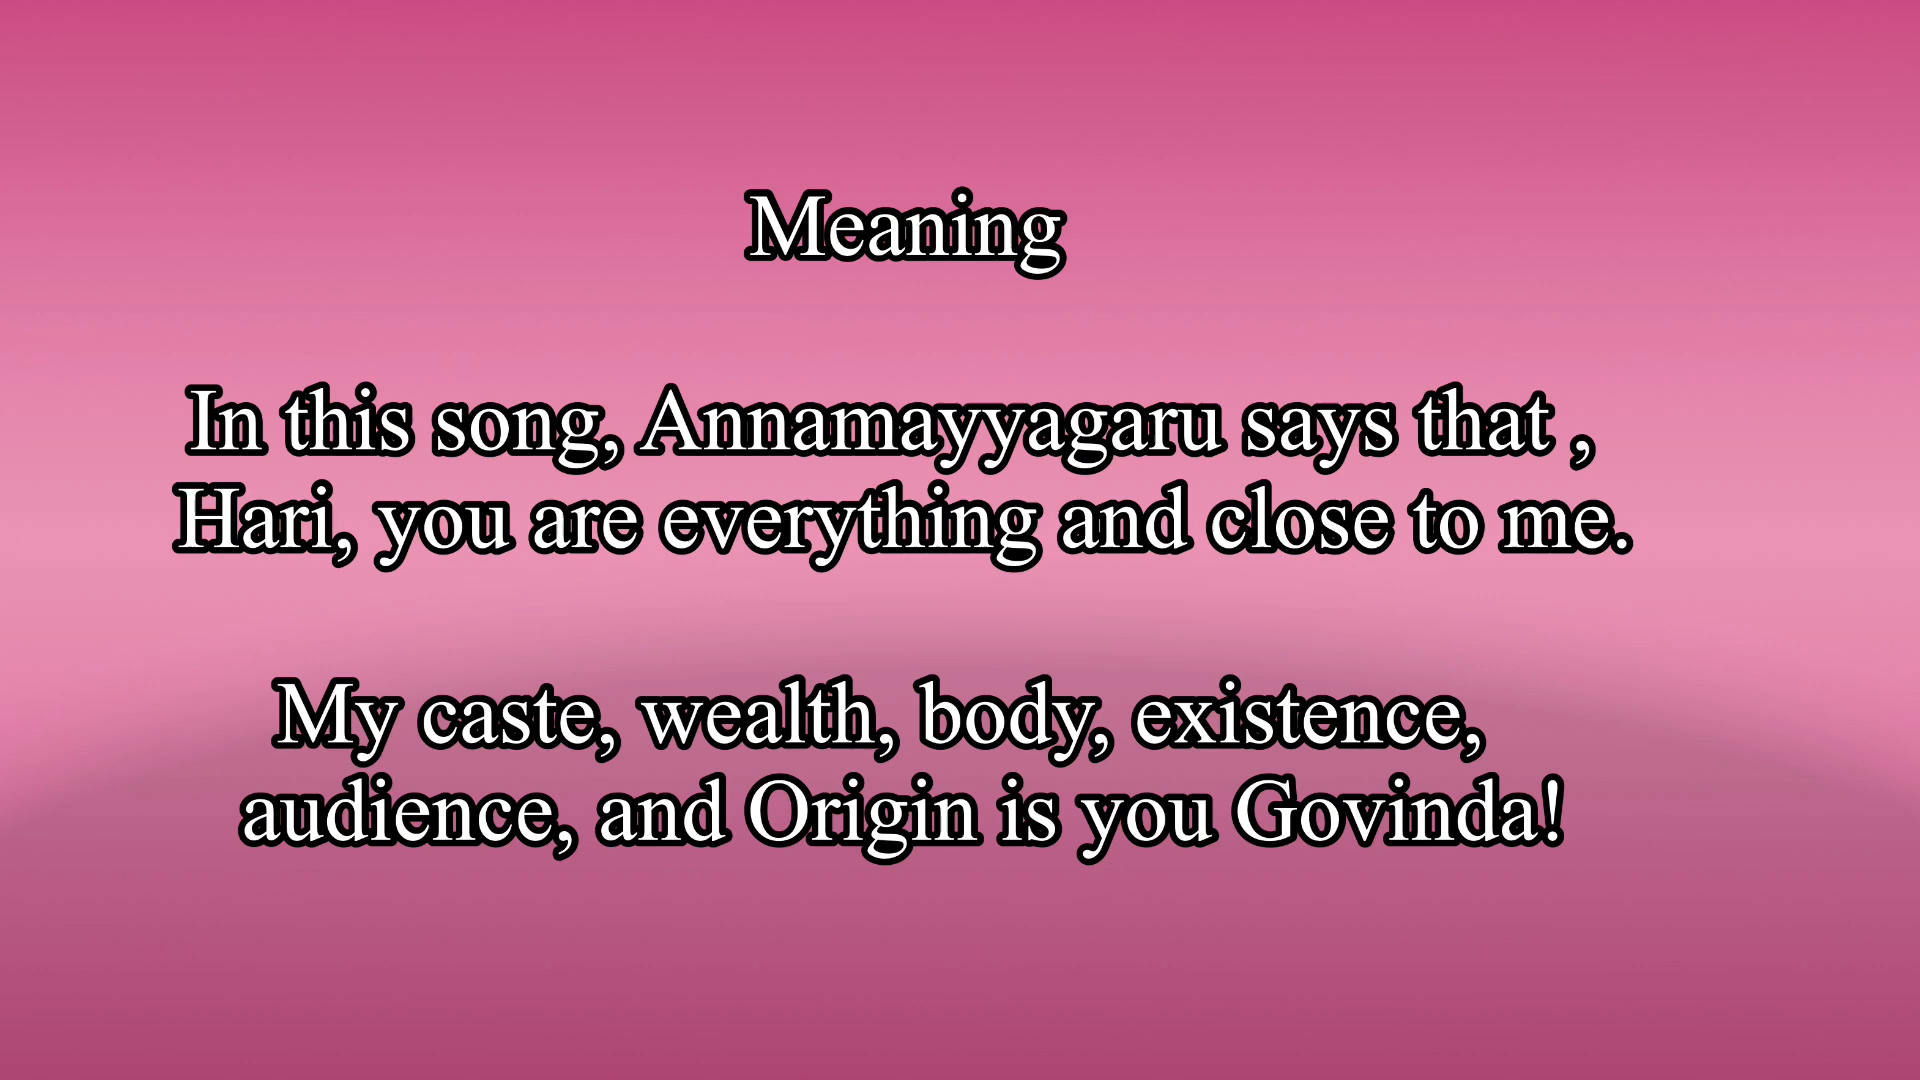 Meaning
In this song, Annamayyagaru says that ,
Hari, you are everything and close to me.
My caste, wealth, body, existence,
audience, and Origin is you Govinda!